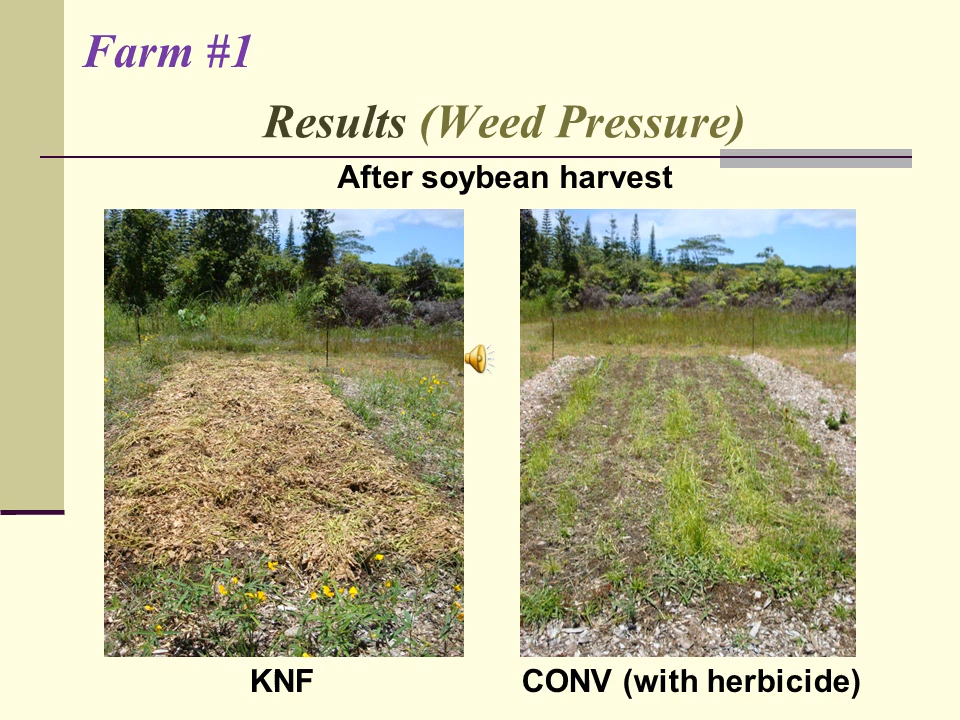 Farm #1
Results (Weed Pressure)
After soybean harvest
KNF
CONV (with herbicide)